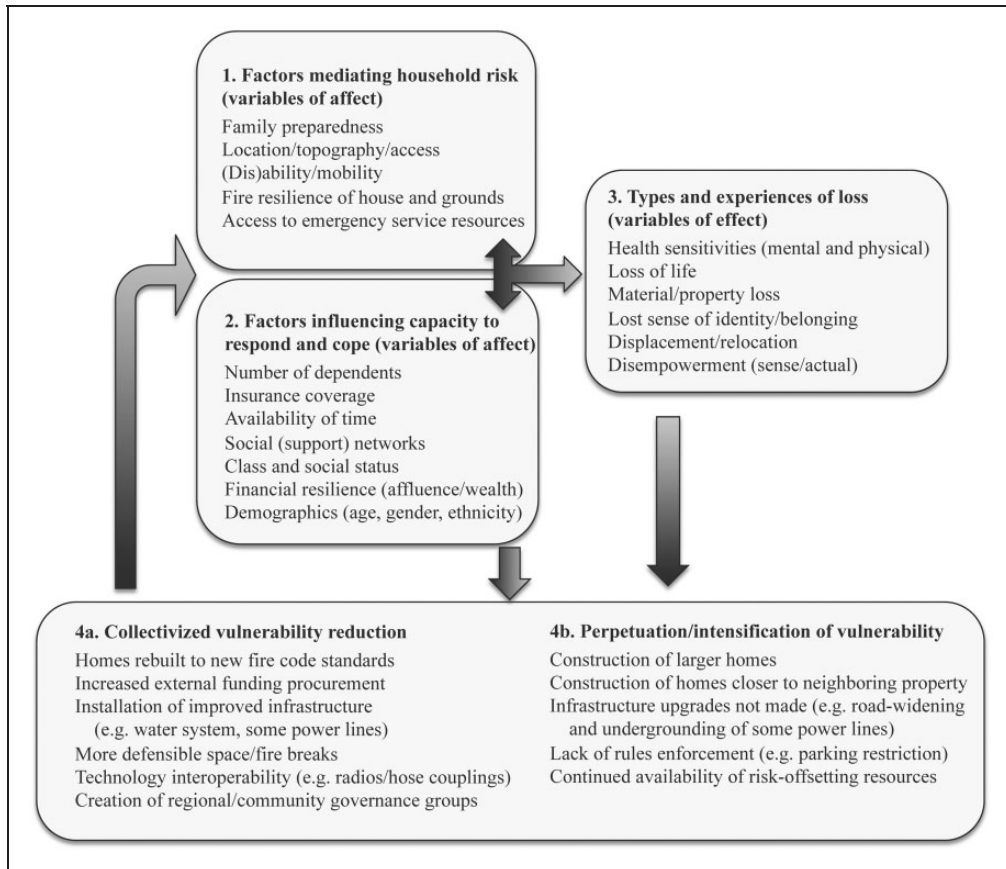 1. Factors mediating household risk
(variables of affect)
Family preparedness
Location/topography/access
(Dis)ability/mobility
Fire resilience of house and grounds
Access to emergency service resources
2. Factors influencing capacity to
respond and cope (variables of affect)
Number of dependents
Insurance coverage
Availability of time
Social (support) networks
Class and social status
Financial resilience (affluence/wealth)
Demographics (age, gender, ethnicity)
3. Types and experiences of loss
(variables of effect)
Health sensitivities (mental and physical)
Loss of life
Material/property loss
Lost sense of identity/belonging
Displacement/relocation
Disempowerment (sense/actual)
4a. Collectivized vulnerability reduction
Homes rebuilt to new fire code standards
Increased external funding procurement
Installation of improved infrastructure
(e.g. water system, some power lines)
More defensible space/fire breaks
Technology interoperability (e.g. radios/hose couplings)
Creation of regional/community governance groups
4b. Perpetuation/intensification of vulnerability
Construction of larger homes
Construction of homes closer to neighboring property
Infrastructure upgrades not made (e.g. road-widening
and undergrounding of some power lines)
Lack of rules enforcement (e.g. parking restriction)
Continued availability of risk-offsetting resources